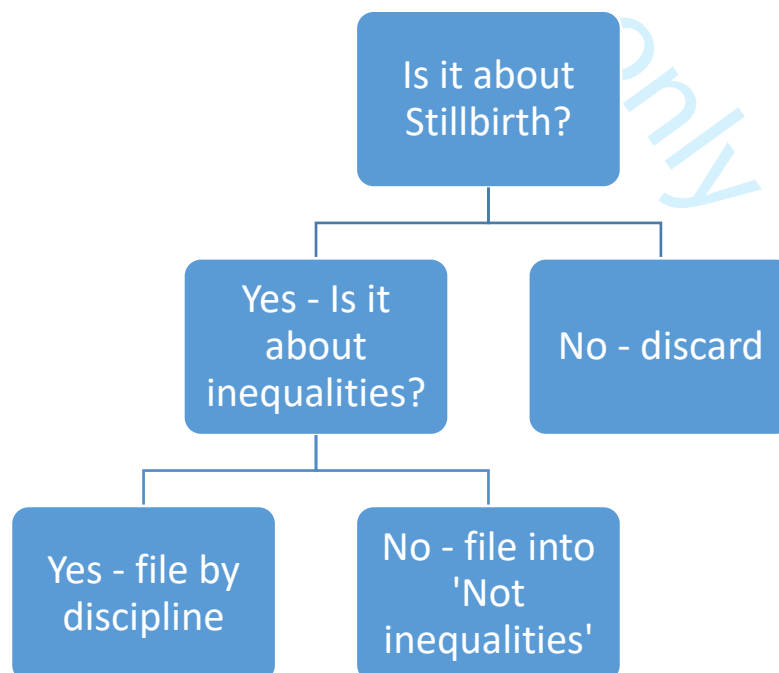 only
Is it about
Stillbirth?
Yes - Is it
about
inequalities?
No - discard
Yes - file by
discipline
No - file into
'Not
inequalities'